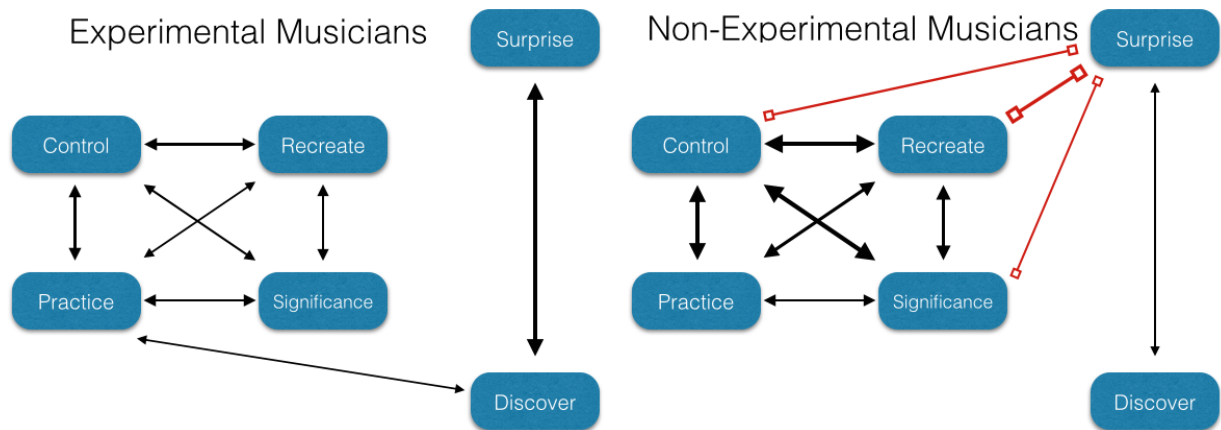 Experimental Musicians
Surprise
Control
Recreate
Practice
Significance
Discover
Non-Experimental Musicians
Surprise
Control
Recreate
Practice
Significance
Discover